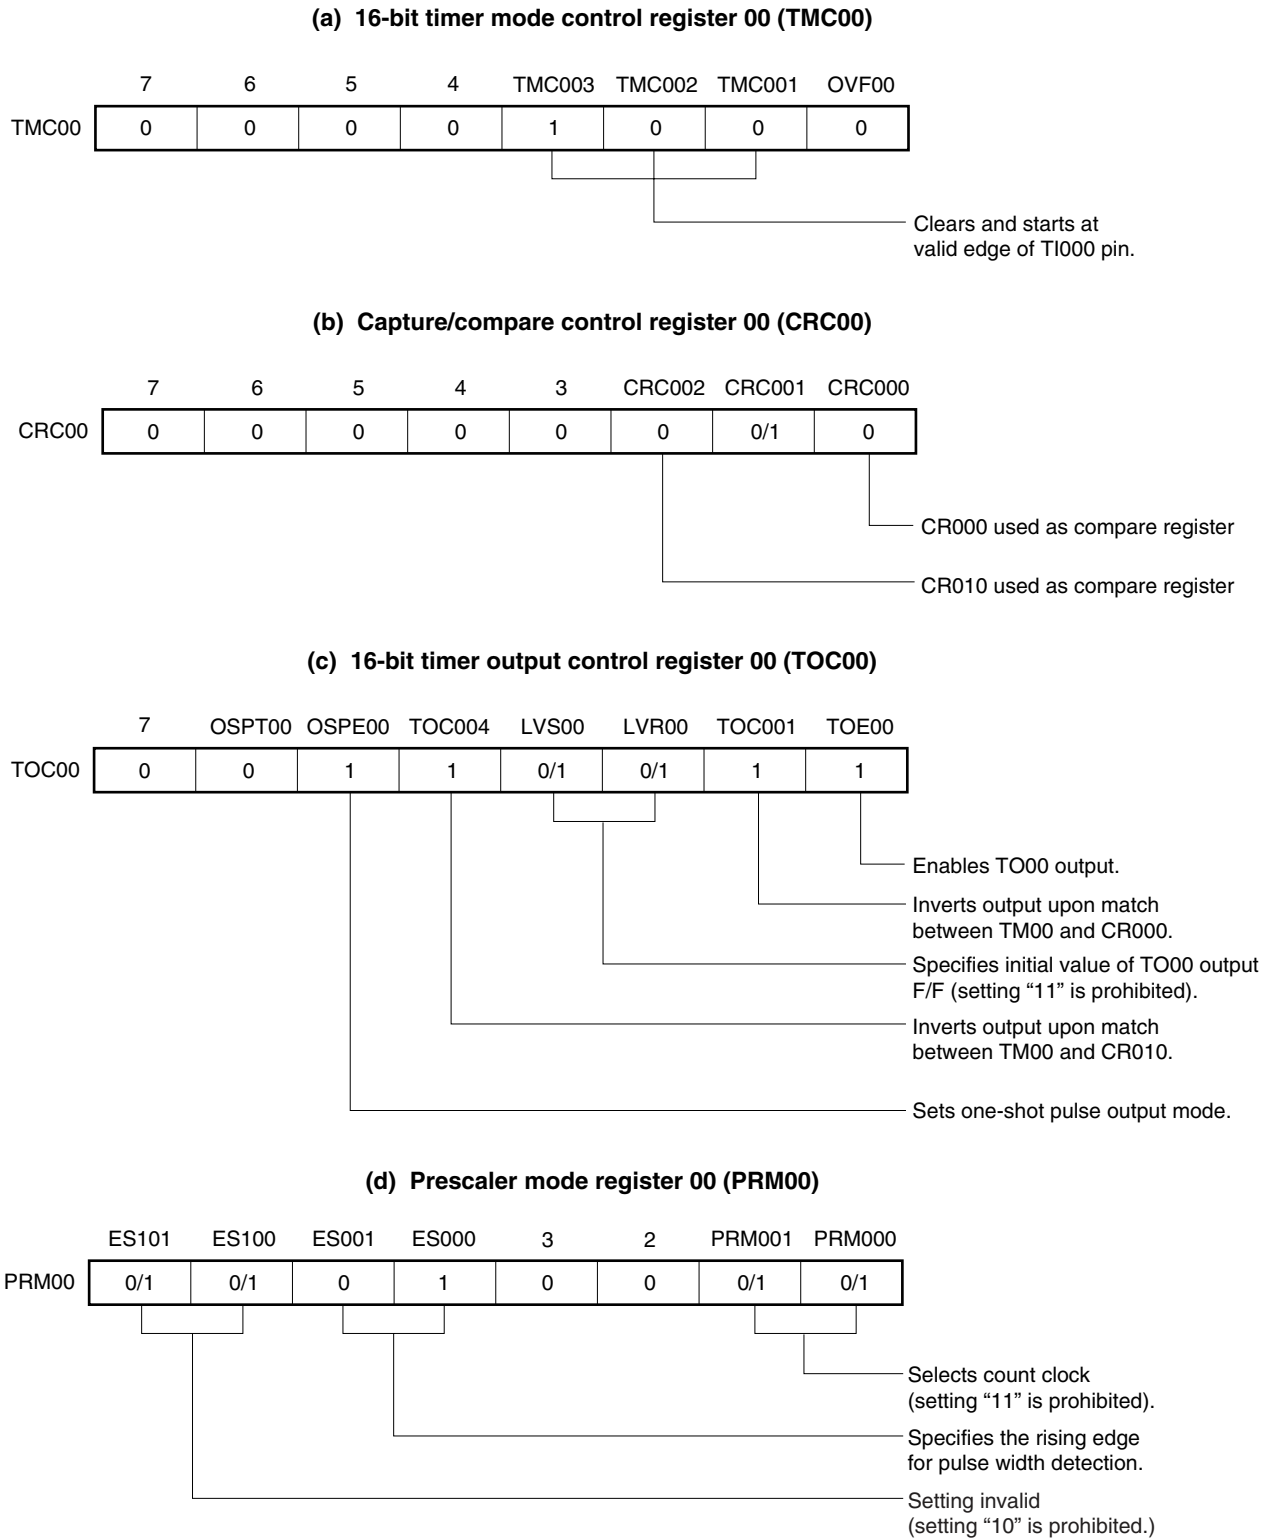 (a) 16-bit timer mode control register 00 (TMC00)
7 6 5 4 TMC003 TMC002 TMC001 OVF00
TMC00 0 0 0 0 1 0 0 0
Clears and starts at
valid edge of TI000 pin.
(b) Capture/compare control register 00 (CRC00)
7 6 5 4 3 CRC002 CRC001 CRC000
CRC00 0 0 0 0 0 0 0/1 0
CR000 used as compare register
CR010 used as compare register
(c) 16-bit timer output control register 00 (TOC00)
7 OSPT00 OSPE00 TOC004 LVS00 LVR00 TOC001 TOE00
TOC00 0 0 1 1 0/1 0/1 1 1
Enables TO00 output.
Inverts output upon match
between TM00 and CR000.
Specifies initial value of TO00 output
F/F (setting “11” is prohibited).
Inverts output upon match
between TM00 and CR010.
Sets one-shot pulse output mode.
(d) Prescaler mode register 00 (PRM00)
ES101 ES100 ES001 ES000 3 2 PRM001 PRM000
PRM00 0/1 0/1 0 1 0 0 0/1 0/1
Selects count clock
(setting “11” is prohibited).
Specifies the rising edge
for pulse width detection.
Setting invalid
(setting “10” is prohibited.)